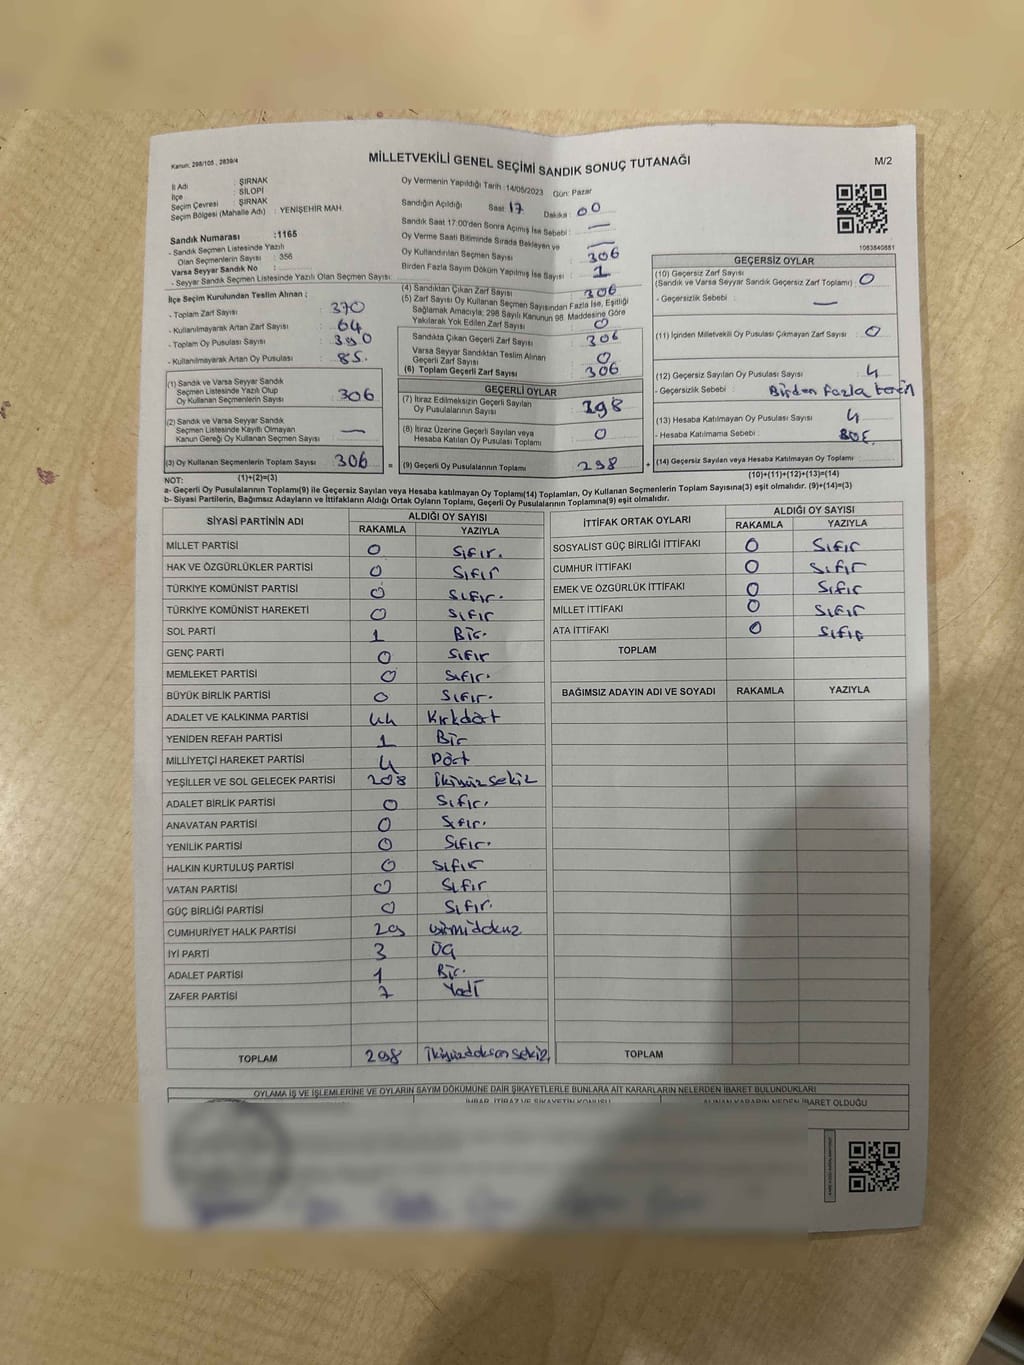 Kanun: 298/105 , 2839/4
MİLLETVEKİLİ GENEL SEÇİMİ SANDIK SONUÇ TUTANAĞI
M/2
İl Adı : ŞIRNAK
İlçe : SİLOPİ
Seçim Çevresi : ŞIRNAK
Seçim Bölgesi (Mahalle Adı) : YENİŞEHİR MAH.
Sandık Numarası :1165
- Sandık Seçmen Listesinde Yazılı
Olan Seçmenlerin Sayısı : 356
Varsa Seyyar Sandık No :
- Seyyar Sandık Seçmen Listesinde Yazılı Olan Seçmen Sayısı:
Oy Vermenin Yapıldığı Tarih : 14/05/2023 Gün: Pazar
Sandığın Açıldığı Saat 17 Dakika : 00
Sandık Saat 17:00'den Sonra Açımış İse Sebebi : —
Oy Verme Saati Bitiminde Sırada Bekleyen ve —
Oy Kullandırılan Seçmen Sayısı : 306
Birden Fazla Sayım Döküm Yapılmış İse Sayısı : 1
1083840881
İlçe Seçim Kurulundan Teslim Alınan ;
- Toplam Zarf Sayısı : 370
- Kullanılmayarak Artan Zarf Sayısı : 64
- Toplam Oy Pusulası Sayısı :
- Kullanılmayarak Artan Oy Pusulası : 85.
(4) Sandıktan Çıkan Zarf Sayısı : 306
(5) Zarf Sayısı Oy Kullanan Seçmen Sayısından Fazla İse, Eşitliği
Sağlamak Amacıyla; 298 Sayılı Kanunun 98. Maddesine Göre
Yakılarak Yok Edilen Zarf Sayısı : 0
Sandıkta Çıkan Geçerli Zarf Sayısı : 306
Varsa Seyyar Sandıktan Teslim Alınan
Geçerli Zarf Sayısı : 0
(6) Toplam Geçerli Zarf Sayısı : 306
GEÇERSİZ OYLAR
(10) Geçersiz Zarf Sayısı
(Sandık ve Varsa Seyyar Sandık Geçersiz Zarf Toplamı) : 0
- Geçersizlik Sebebi : —
(11) İçinden Milletvekili Oy Pusulası Çıkmayan Zarf Sayısı : 0
(12) Geçersiz Sayılan Oy Pusulası Sayısı : 4
- Geçersizlik Sebebi : Birden fazla
(13) Hesaba Katılmayan Oy Pusulası Sayısı : 4
- Hesaba Katılmama Sebebi :
(14) Geçersiz Sayılan veya Hesaba Katılmayan Oy Toplamı :
(10)+(11)+(12)+(13)=(14)
(1) Sandık ve Varsa Seyyar Sandık
Seçmen Listesinde Yazılı Olup
Oy Kullanan Seçmenlerin Sayısı : 306
(2) Sandık ve Varsa Seyyar Sandık
Seçmen Listesinde Kayıtlı Olmayan
Kanun Gereği Oy Kullanan Seçmen Sayısı : —
(3) Oy Kullanan Seçmenlerin Toplam Sayısı : 306 =
(1)+(2)=(3)
GEÇERLİ OYLAR
(7) İtiraz Edilmeksizin Geçerli Sayılan
Oy Pusulalarının Sayısı : 298
(8) İtiraz Üzerine Geçerli Sayılan veya
Hesaba Katılan Oy Pusulası Toplamı : 0
(9) Geçerli Oy Pusulalarının Toplamı : 298 +
NOT:
a- Geçerli Oy Pusulalarının Toplamı(9) ile Geçersiz Sayılan veya Hesaba katılmayan Oy Toplamı(14) Toplamları, Oy Kullanan Seçmenlerin Toplam Sayısına(3) eşit olmalıdır. (9)+(14)=(3)
b- Siyasi Partilerin, Bağımsız Adayların ve İttifakların Aldığı Ortak Oyların Toplamı, Geçerli Oy Pusulalarının Toplamına(9) eşit olmalıdır.
SİYASİ PARTİNİN ADI ALDIĞI OY SAYISI
RAKAMLA YAZIYLA
MİLLET PARTİSİ 0 Sıfır.
HAK VE ÖZGÜRLÜKLER PARTİSİ 0 Sıfır
TÜRKİYE KOMÜNİST PARTİSİ 0 Sıfır.
TÜRKİYE KOMÜNİST HAREKETİ 0 Sıfır
SOL PARTİ 1 Bir.
GENÇ PARTİ 0 Sıfır
MEMLEKET PARTİSİ 0 Sıfır.
BÜYÜK BİRLİK PARTİSİ 0 Sıfır.
ADALET VE KALKINMA PARTİSİ 44 Kırkdört
YENİDEN REFAH PARTİSİ 1 Bir
MİLLİYETÇİ HAREKET PARTİSİ 4 Dört
YEŞİLLER VE SOL GELECEK PARTİSİ 208 İkiyüzsekiz
ADALET BİRLİK PARTİSİ 0 Sıfır.
ANAVATAN PARTİSİ 0 Sıfır.
YENİLİK PARTİSİ 0 Sıfır.
HALKIN KURTULUŞ PARTİSİ 0 Sıfır
VATAN PARTİSİ 0 Sıfır
GÜÇ BİRLİĞİ PARTİSİ 0 Sıfır.
CUMHURİYET HALK PARTİSİ 29 yirmidokuz
İYİ PARTİ 3 ÜÇ
ADALET PARTİSİ 1 Bir.
ZAFER PARTİSİ 7 Yedi
TOPLAM 298 İkiyüzdoksansekiz
İTTİFAK ORTAK OYLARI ALDIĞI OY SAYISI
RAKAMLA YAZIYLA
SOSYALİST GÜÇ BİRLİĞİ İTTİFAKI 0 Sıfır
CUMHUR İTTİFAKI 0 Sıfır
EMEK VE ÖZGÜRLÜK İTTİFAKI 0 Sıfır
MİLLET İTTİFAKI 0 Sıfır
ATA İTTİFAKI 0 Sıfır
TOPLAM
BAĞIMSIZ ADAYIN ADI VE SOYADI RAKAMLA YAZIYLA
TOPLAM
OYLAMA İŞ VE İŞLEMLERİNE VE OYLARIN SAYIM DÖKÜMÜNE DAİR ŞİKAYETLERLE BUNLARA AİT KARARLARIN NELERDEN İBARET BULUNDUKLARI
İHBAR, İTİRAZ VE ŞİKAYETİN KONUSU ALINAN KARARIN NEDEN İBARET OLDUĞU